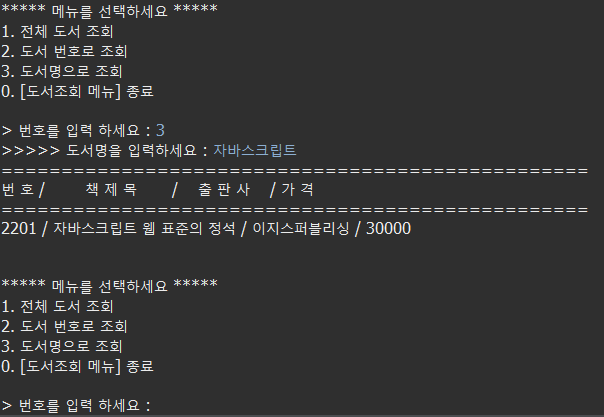 ***** 메뉴를 선택하세요 *****
1. 전체 도서 조회
2. 도서 번호로 조회
3. 도서명으로 조회
0. [도서조회 메뉴] 종료
> 번호를 입력 하세요 : 3
>>>>> 도서명을 입력하세요 : 자바스크립트
=================================================
번 호 /         책 제 목        /    출 판 사    / 가 격
=================================================
2201 / 자바스크립트 웹 표준의 정석 / 이지스퍼블리싱 / 30000
***** 메뉴를 선택하세요 *****
1. 전체 도서 조회
2. 도서 번호로 조회
3. 도서명으로 조회
0. [도서조회 메뉴] 종료
> 번호를 입력 하세요 :